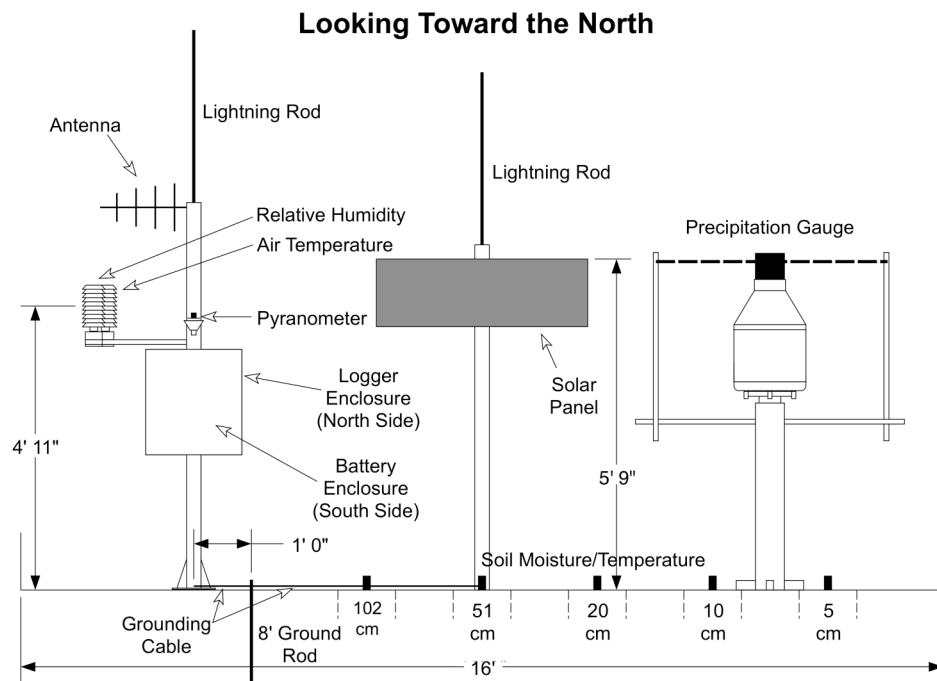 Looking Toward the North
Lightning Rod
Antenna
Lightning Rod
Relative Humidity
Precipitation Gauge
Air Temperature
Pyranometer
Logger
Enclosure
(North Side)
Solar
Panel
4' 11"
Battery
Enclosure
(South Side)
5' 9"
1' 0"
Soil Moisture/Temperature
102
cm
51
cm
20
cm
10
cm
5
cm
Grounding
Cable
8' Ground
Rod
16'